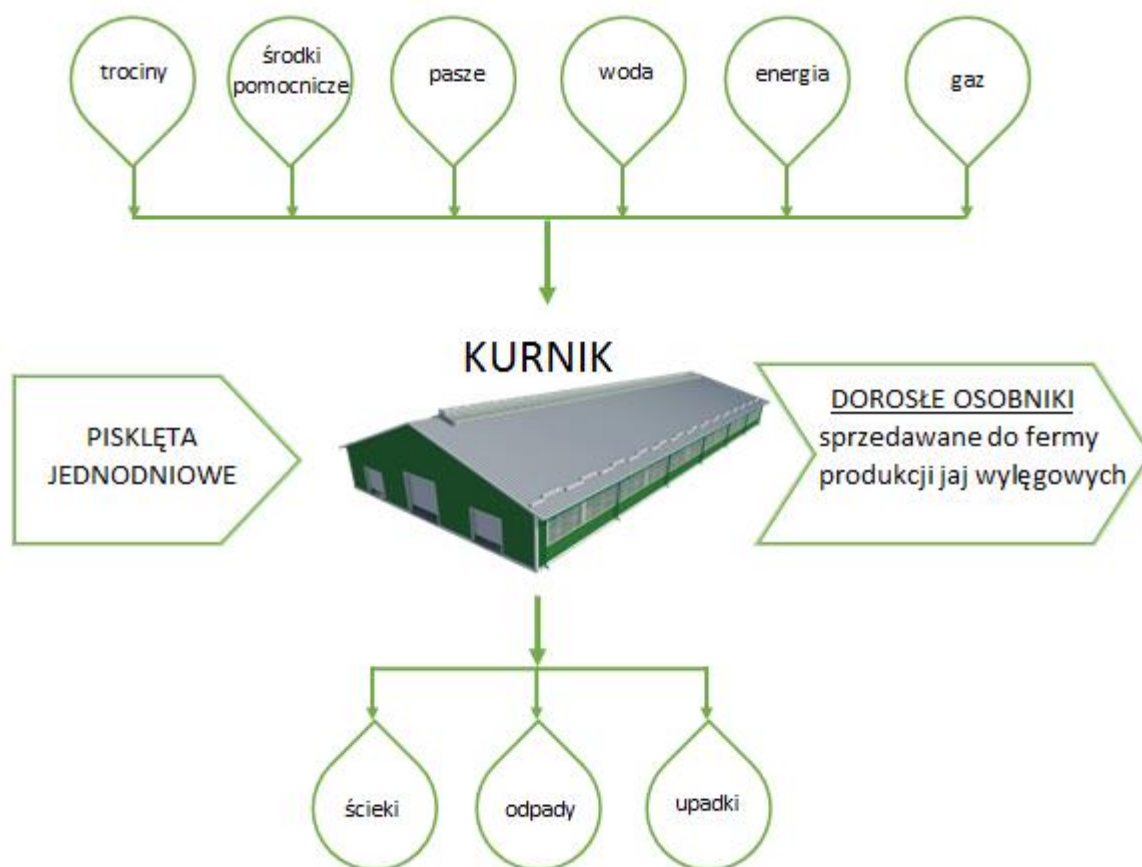 trociny
środki
pomocnicze
pasze
woda
energia
gaz
KURNIK
PISKLĘTA
JEDNODNIOWE
DOROSŁE OSOBNIKI
sprzedawane do fermy
produkcji jaj wylęgowych
ścieki
odpady
upadki